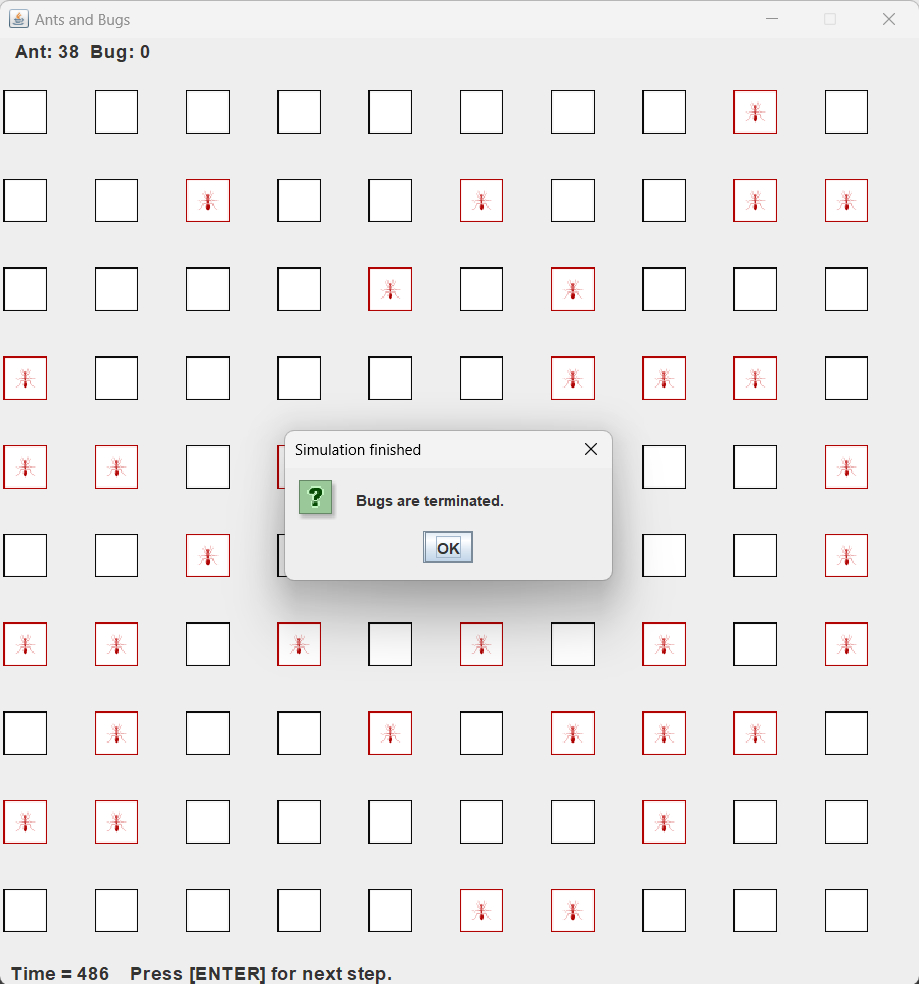 Ants and Bugs
Ant: 38  Bug: 0
Simulation finished
?
Bugs are terminated.
OK
Time = 486    Press [ENTER] for next step.